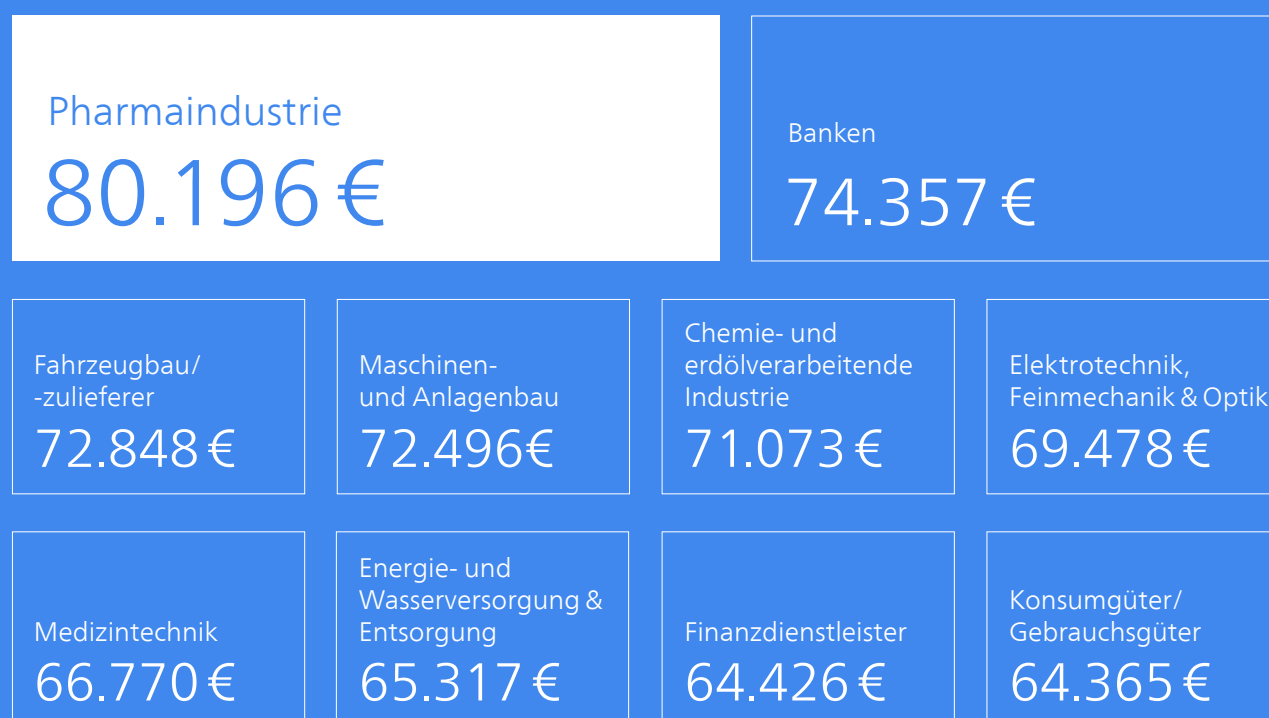 Pharmaindustrie
80.196 €
Banken
74.357 €
Fahrzeugbau/
-zulieferer
72.848 €
Maschinen-
und Anlagenbau
72.496€
Chemie- und
erdölverarbeitende
Industrie
71.073 €
Elektrotechnik,
Feinmechanik & Optik
69.478 €
Medizintechnik
66.770 €
Energie- und
Wasserversorgung &
Entsorgung
65.317 €
Finanzdienstleister
64.426 €
Konsumgüter/
Gebrauchsgüter
64.365 €